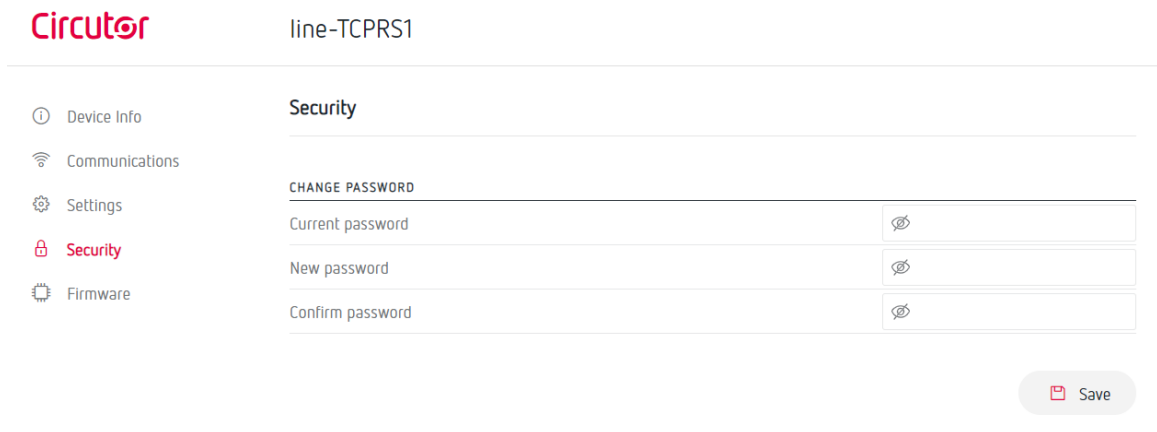 Circutor
line-TCPRS1
Device Info
Communications
Settings
Security
Firmware
Security
CHANGE PASSWORD
Current password
New password
Confirm password
Save